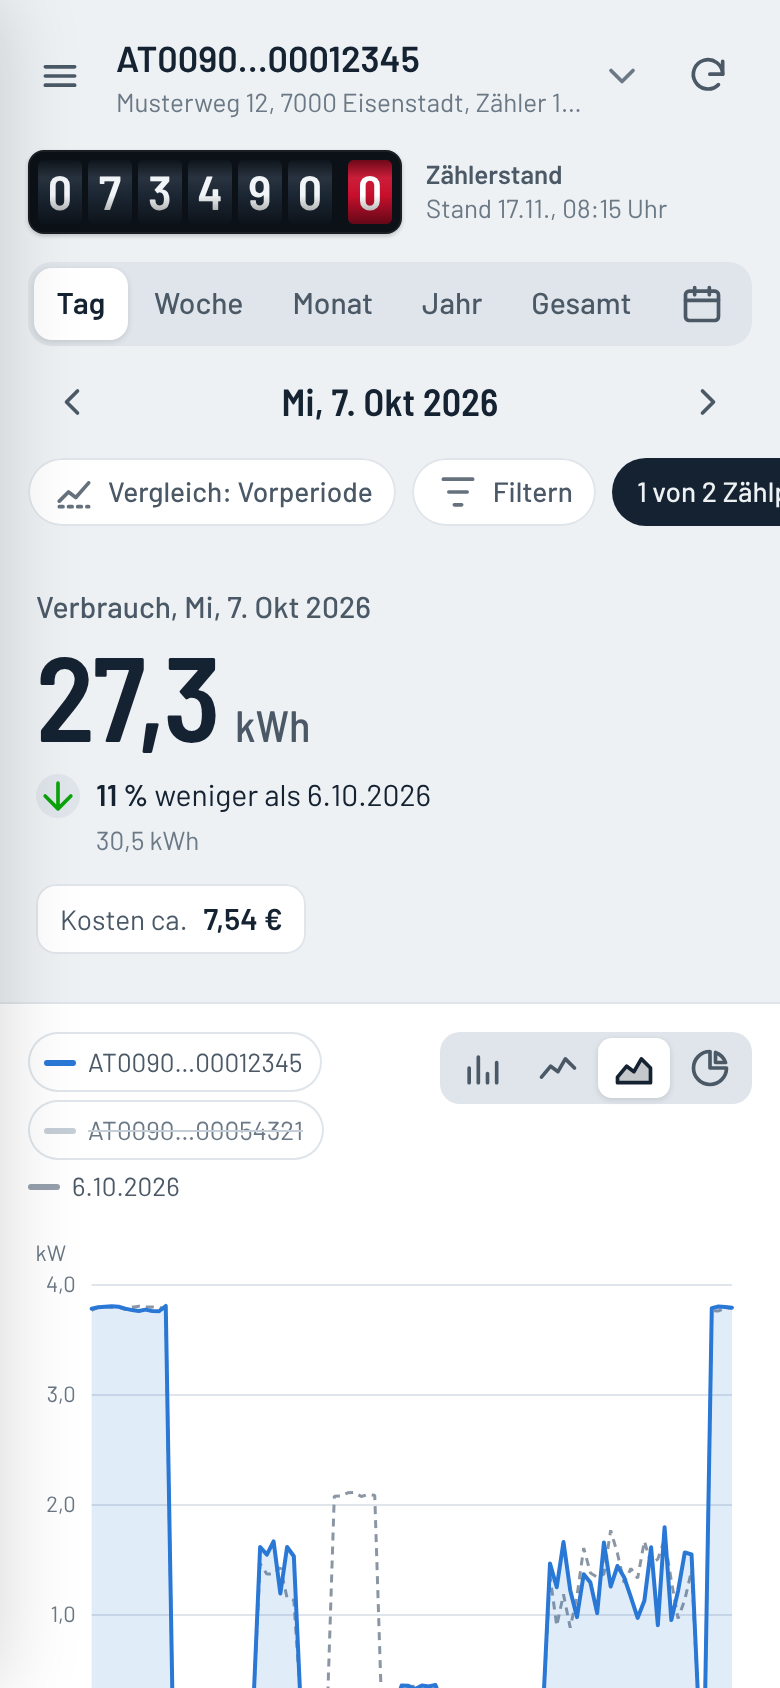 AT0090...00012345
Musterweg 12, 7000 Eisenstadt, Zähler 1...
0 7 3 4 9 0 0
Zählerstand
Stand 17.11., 08:15 Uhr
Tag Woche Monat Jahr Gesamt
Mi, 7. Okt 2026
Vergleich: Vorperiode Filtern 1 von 2 Zählp
Verbrauch, Mi, 7. Okt 2026
27,3 kWh
11 % weniger als 6.10.2026
30,5 kWh
Kosten ca. 7,54 €
AT0090...00012345
AT0090...00054321
6.10.2026
kW
4,0
3,0
2,0
1,0